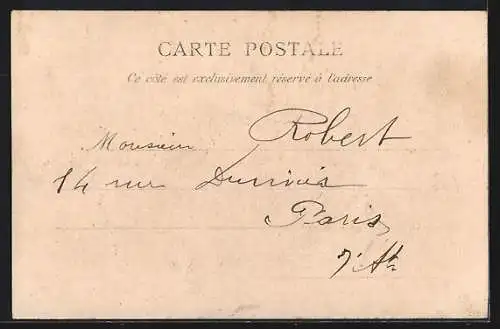 CARTE POSTALE
Ce côté est exclusivement réservé à l'adresse
Monsieur Robert
14 rue
Paris